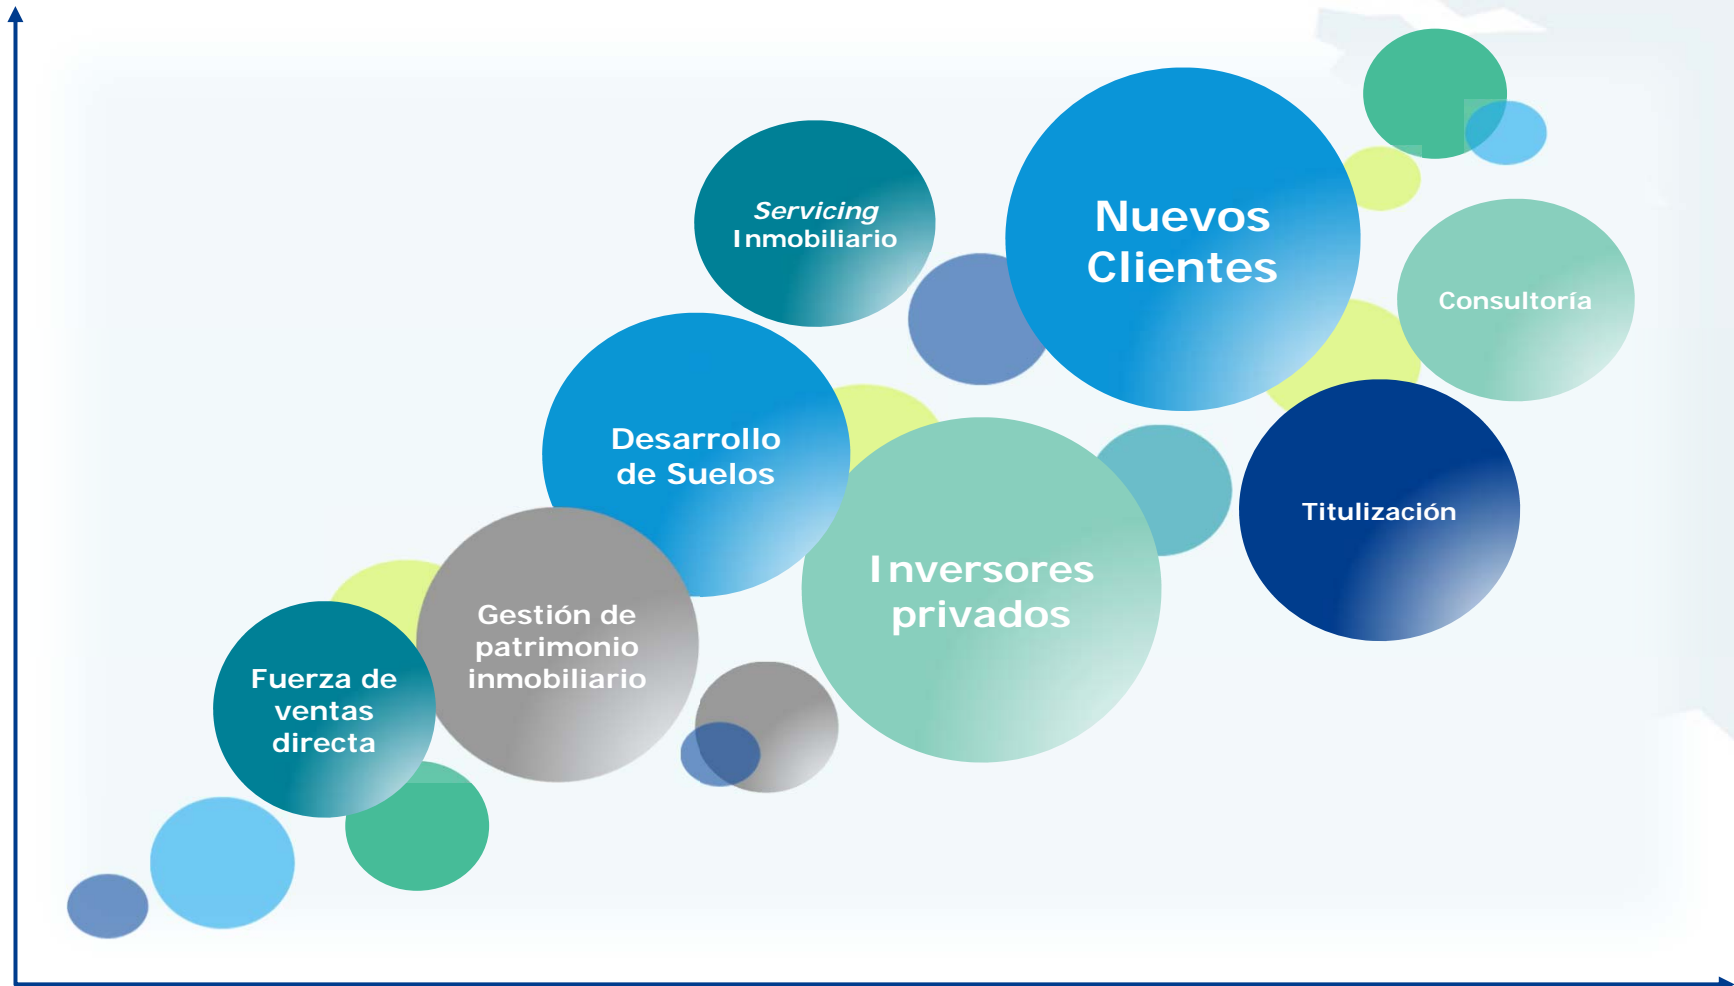 Servicing
Inmobiliario
Nuevos
Clientes
Consultoría
Desarrollo
de Suelos
Titulización
Inversores
privados
Gestión de
patrimonio
inmobiliario
Fuerza de
ventas
directa